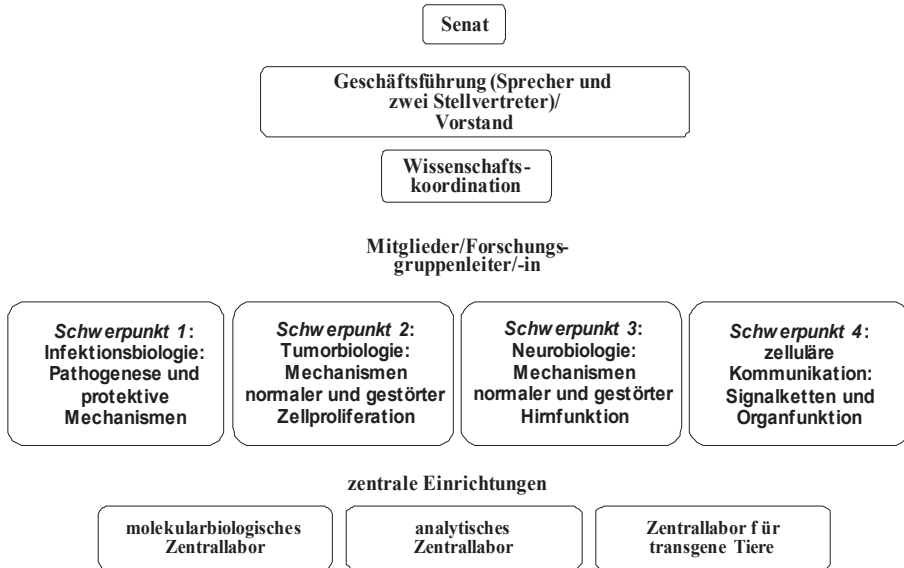 Senat
Geschäftsführung (Sprecher und
zwei Stellvertreter)/
Vorstand
Wissenschafts-
koordination
Mitglieder/Forschungs-
gruppenleiter/-in
Schwerpunkt 1:
Infektionsbiologie:
Pathogenese und
protektive
Mechanismen
Schwerpunkt 2:
Tumorbiologie:
Mechanismen
normaler und gestörter
Zellproliferation
Schwerpunkt 3:
Neurobiologie:
Mechanismen
normaler und gestörter
Hirnfunktion
Schwerpunkt 4:
zelluläre
Kommunikation:
Signalketten und
Organfunktion
zentrale Einrichtungen
molekularbiologisches
Zentrallabor
analytisches
Zentrallabor
Zentrallabor für
transgene Tiere